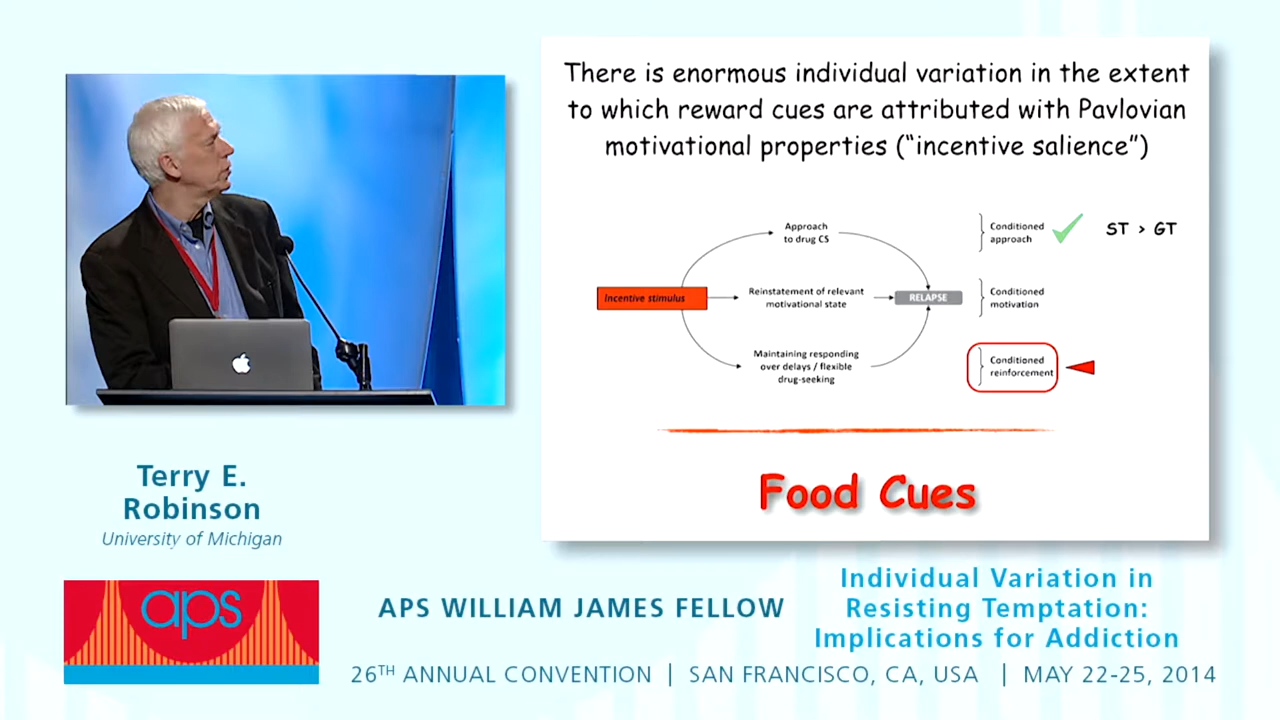 There is enormous individual variation in the extent
to which reward cues are attributed with Pavlovian
motivational properties (“incentive salience”)
Approach
to drug CS
Conditioned
approach
ST > GT
Incentive stimulus
Reinstatement of relevant
motivational state
RELAPSE
Conditioned
motivation
Maintaining responding
over delays / flexible
drug-seeking
Conditioned
reinforcement
Food Cues
Terry E.
Robinson
University of Michigan
aps
APS WILLIAM JAMES FELLOW
Individual Variation in
Resisting Temptation:
Implications for Addiction
26TH ANNUAL CONVENTION | SAN FRANCISCO, CA, USA | MAY 22-25, 2014